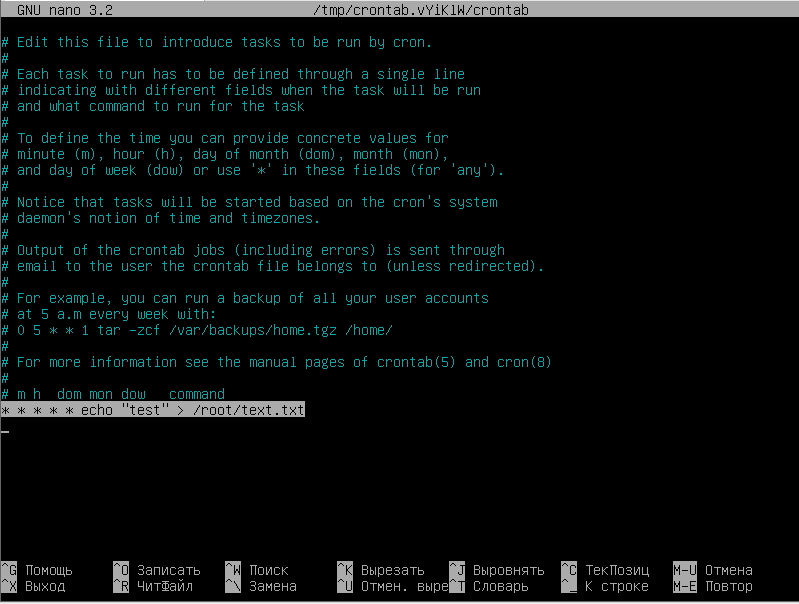 GNU nano 3.2 /tmp/crontab.vYiKlW/crontab
# Edit this file to introduce tasks to be run by cron.
#
# Each task to run has to be defined through a single line
# indicating with different fields when the task will be run
# and what command to run for the task
#
# To define the time you can provide concrete values for
# minute (m), hour (h), day of month (dom), month (mon),
# and day of week (dow) or use '*' in these fields (for 'any').
#
# Notice that tasks will be started based on the cron's system
# daemon's notion of time and timezones.
#
# Output of the crontab jobs (including errors) is sent through
# email to the user the crontab file belongs to (unless redirected).
#
# For example, you can run a backup of all your user accounts
# at 5 a.m every week with:
# 0 5 * * 1 tar -zcf /var/backups/home.tgz /home/
#
# For more information see the manual pages of crontab(5) and cron(8)
#
# m h  dom mon dow   command
* * * * * echo "test" > /root/text.txt
^G Помощь ^O Записать ^W Поиск ^K Вырезать ^J Выровнять ^C ТекПозиц M-U Отмена
^X Выход ^R ЧитФайл ^\ Замена ^U Отмен. выре ^T Словарь ^_ К строке M-E Повтор